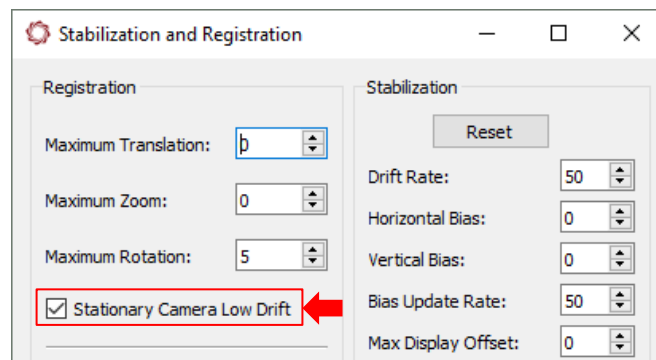 Stabilization and Registration
Registration
Maximum Translation: 0
Maximum Zoom: 0
Maximum Rotation: 5
Stationary Camera Low Drift
Stabilization
Reset
Drift Rate: 50
Horizontal Bias: 0
Vertical Bias: 0
Bias Update Rate: 50
Max Display Offset: 0